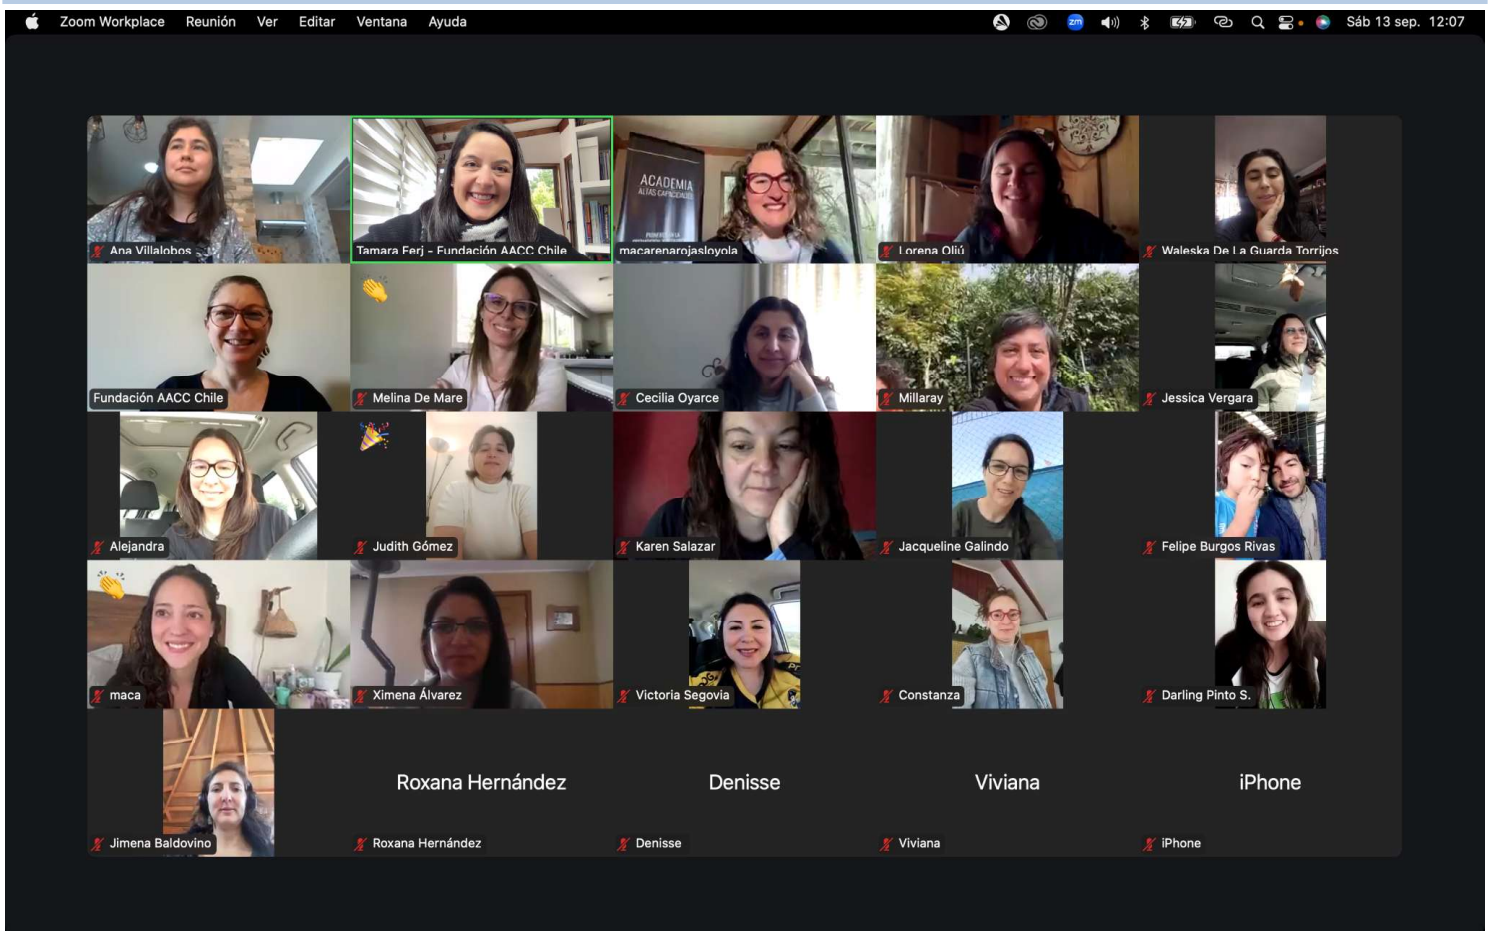 Zoom Workplace Reunión Ver Editar Ventana Ayuda
zm
Sáb 13 sep. 12:07
ACADEMIA
ALTAS CAPACIDADES
Ana Villalobos
Tamara Ferj - Fundación AACC Chile
macarenarojasloyola
Lorena Oliú
Waleska De La Guarda Torrijos
Fundación AACC Chile
Melina De Mare
Cecilia Oyarce
Millaray
Jessica Vergara
Alejandra
Judith Gómez
Karen Salazar
Jacqueline Galindo
Felipe Burgos Rivas
maca
Ximena Álvarez
Victoria Segovia
Constanza
Darling Pinto S.
Roxana Hernández
Denisse
Viviana
iPhone
Jimena Baldovino
Roxana Hernández
Denisse
Viviana
iPhone